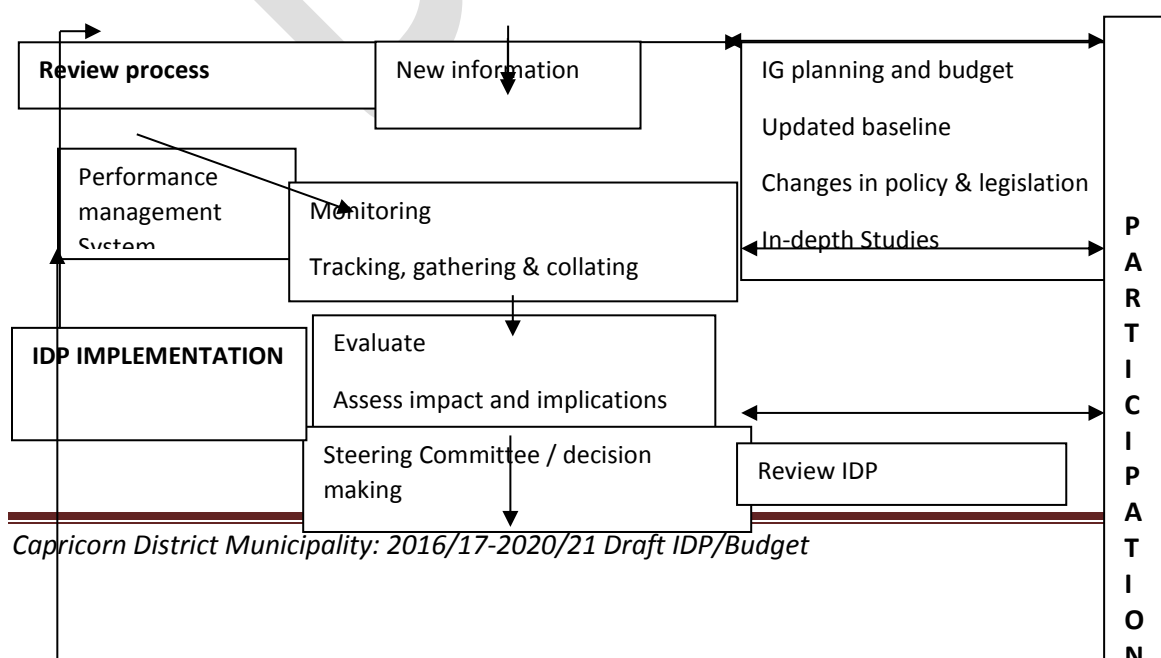 Review process
New information
IG planning and budget
Updated baseline
Changes in policy & legislation
In-depth Studies
Performance
management
System
Monitoring
Tracking, gathering & collating
IDP IMPLEMENTATION
Evaluate
Assess impact and implications
Steering Committee / decision
making
Review IDP
P
A
R
T
I
C
I
P
A
T
I
O
N
Capricorn District Municipality: 2016/17-2020/21 Draft IDP/Budget